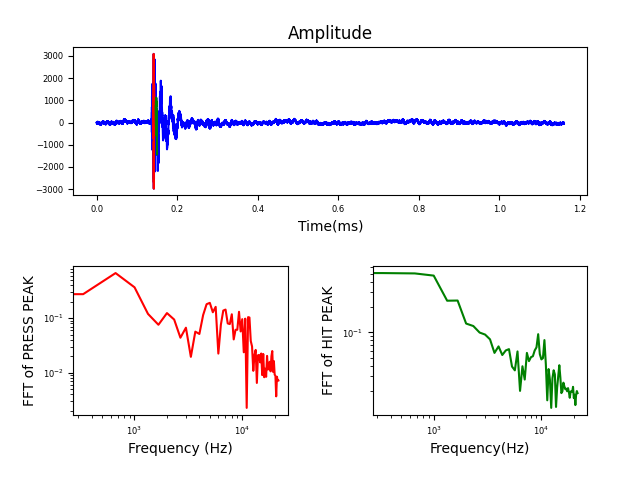 Amplitude
3000
2000
1000
0
−1000
−2000
−3000
0.0 0.2 0.4 0.6 0.8 1.0 1.2
Time(ms)
FFT of PRESS PEAK
10⁻¹
10⁻²
10³ 10⁴
Frequency (Hz)
FFT of HIT PEAK
10⁻¹
10³ 10⁴
Frequency(Hz)